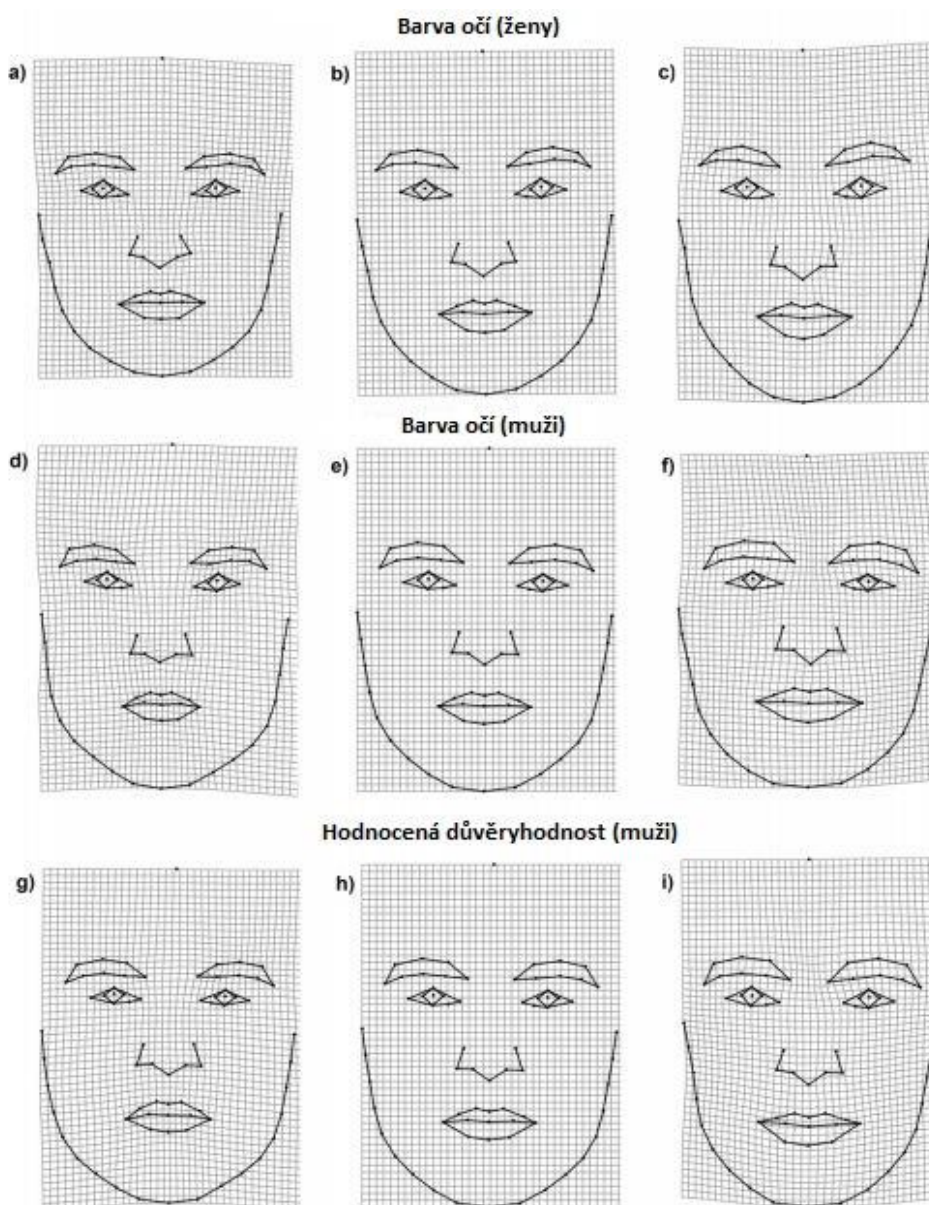 Barva očí (ženy)
a) b) c)
Barva očí (muži)
d) e) f)
Hodnocená důvěryhodnost (muži)
g) h) i)